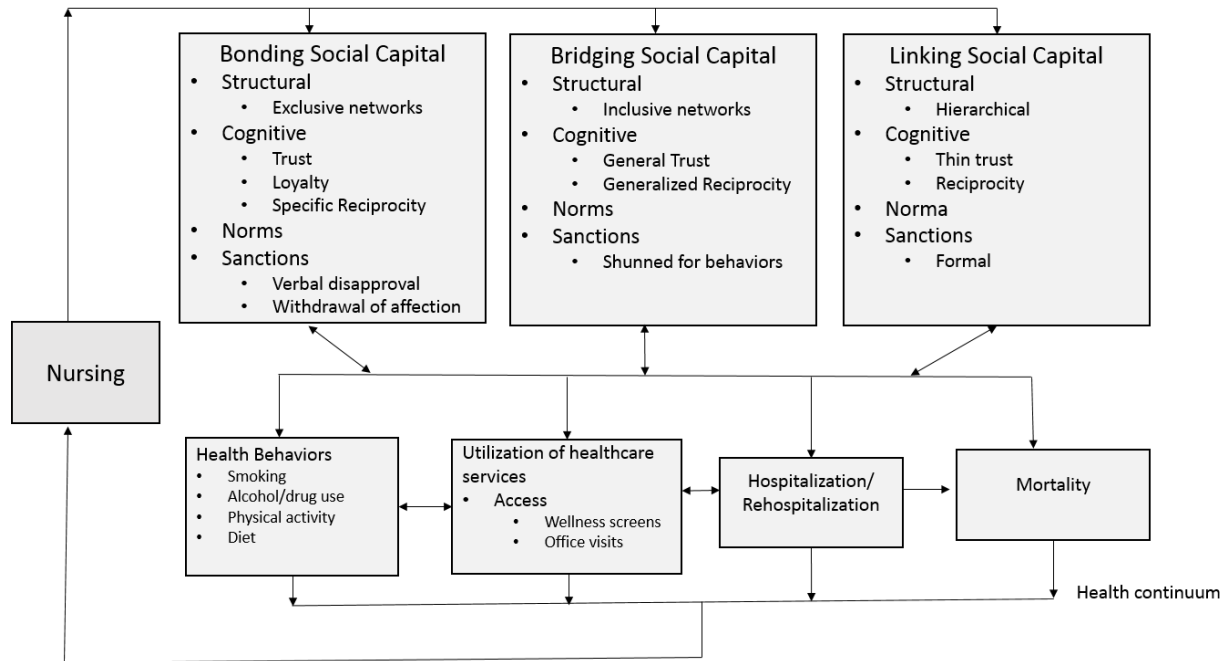 Bonding Social Capital
• Structural
• Exclusive networks
• Cognitive
• Trust
• Loyalty
• Specific Reciprocity
• Norms
• Sanctions
• Verbal disapproval
• Withdrawal of affection
Bridging Social Capital
• Structural
• Inclusive networks
• Cognitive
• General Trust
• Generalized Reciprocity
• Norms
• Sanctions
• Shunned for behaviors
Linking Social Capital
• Structural
• Hierarchical
• Cognitive
• Thin trust
• Reciprocity
• Norma
• Sanctions
• Formal
Nursing
Health Behaviors
• Smoking
• Alcohol/drug use
• Physical activity
• Diet
Utilization of healthcare
services
• Access
• Wellness screens
• Office visits
Hospitalization/
Rehospitalization
Mortality
Health continuum